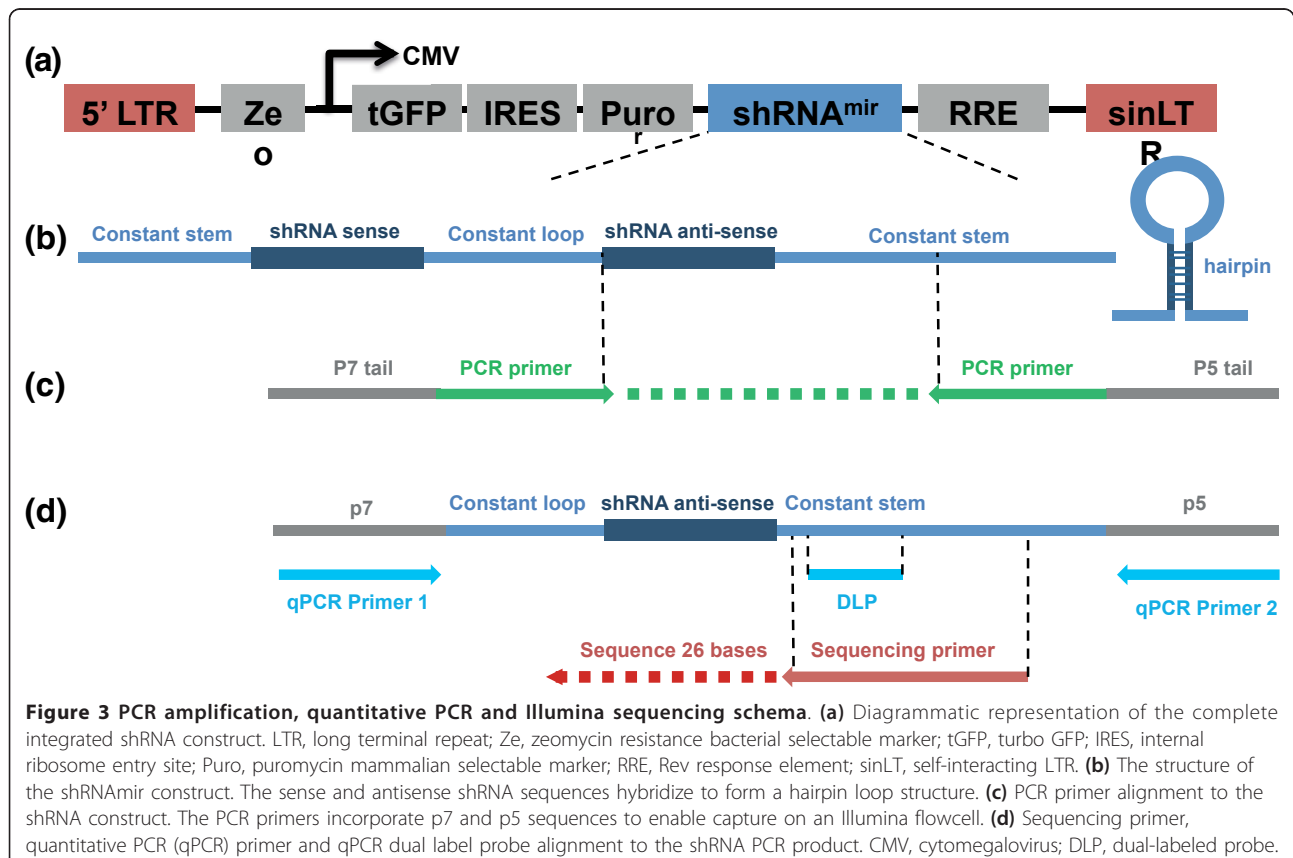 (a)
CMV
5' LTR Zeo tGFP IRES Puror shRNAmir RRE sinLTR
(b)
Constant stem shRNA sense Constant loop shRNA anti-sense Constant stem
hairpin
(c)
P7 tail PCR primer PCR primer P5 tail
(d)
p7 Constant loop shRNA anti-sense Constant stem p5
qPCR Primer 1 DLP qPCR Primer 2
Sequence 26 bases Sequencing primer
Figure 3 PCR amplification, quantitative PCR and Illumina sequencing schema. (a) Diagrammatic representation of the complete
integrated shRNA construct. LTR, long terminal repeat; Ze, zeomycin resistance bacterial selectable marker; tGFP, turbo GFP; IRES, internal
ribosome entry site; Puro, puromycin mammalian selectable marker; RRE, Rev response element; sinLT, self-interacting LTR. (b) The structure of
the shRNAmir construct. The sense and antisense shRNA sequences hybridize to form a hairpin loop structure. (c) PCR primer alignment to the
shRNA construct. The PCR primers incorporate p7 and p5 sequences to enable capture on an Illumina flowcell. (d) Sequencing primer,
quantitative PCR (qPCR) primer and qPCR dual label probe alignment to the shRNA PCR product. CMV, cytomegalovirus; DLP, dual-labeled probe.